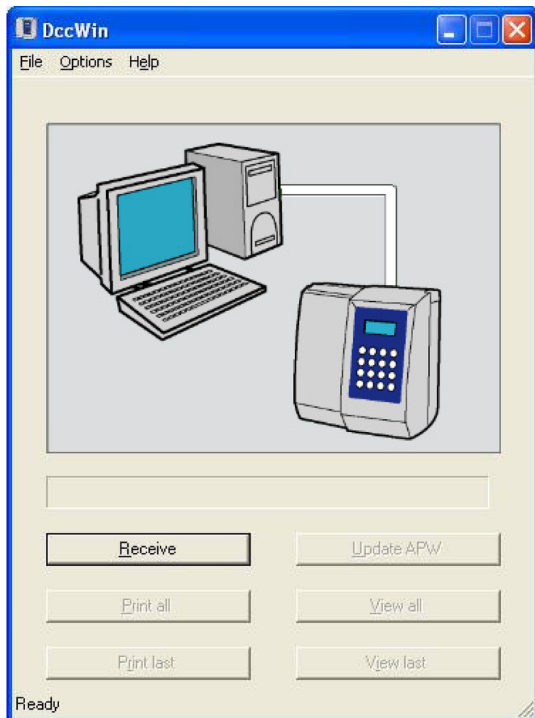 DccWin
File Options Help
Receive Update APW
Print all View all
Print last View last
Ready